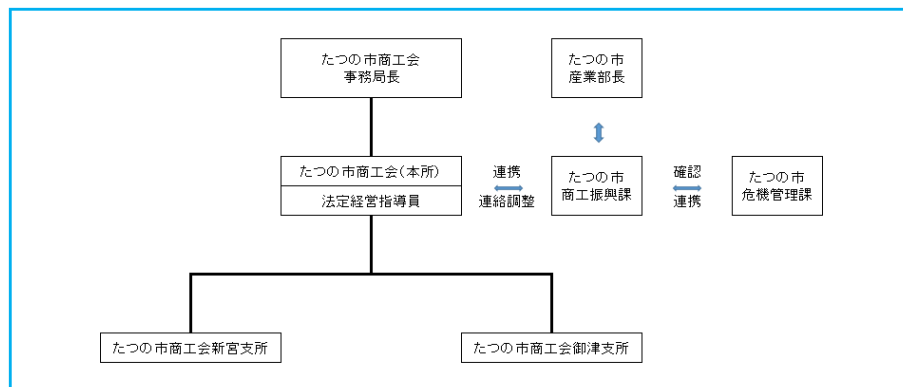 たつの市商工会
事務局長
たつの市
産業部長
たつの市商工会(本所)
法定経営指導員
連携
連絡調整
たつの市
商工振興課
確認
連携
たつの市
危機管理課
たつの市商工会新宮支所
たつの市商工会御津支所